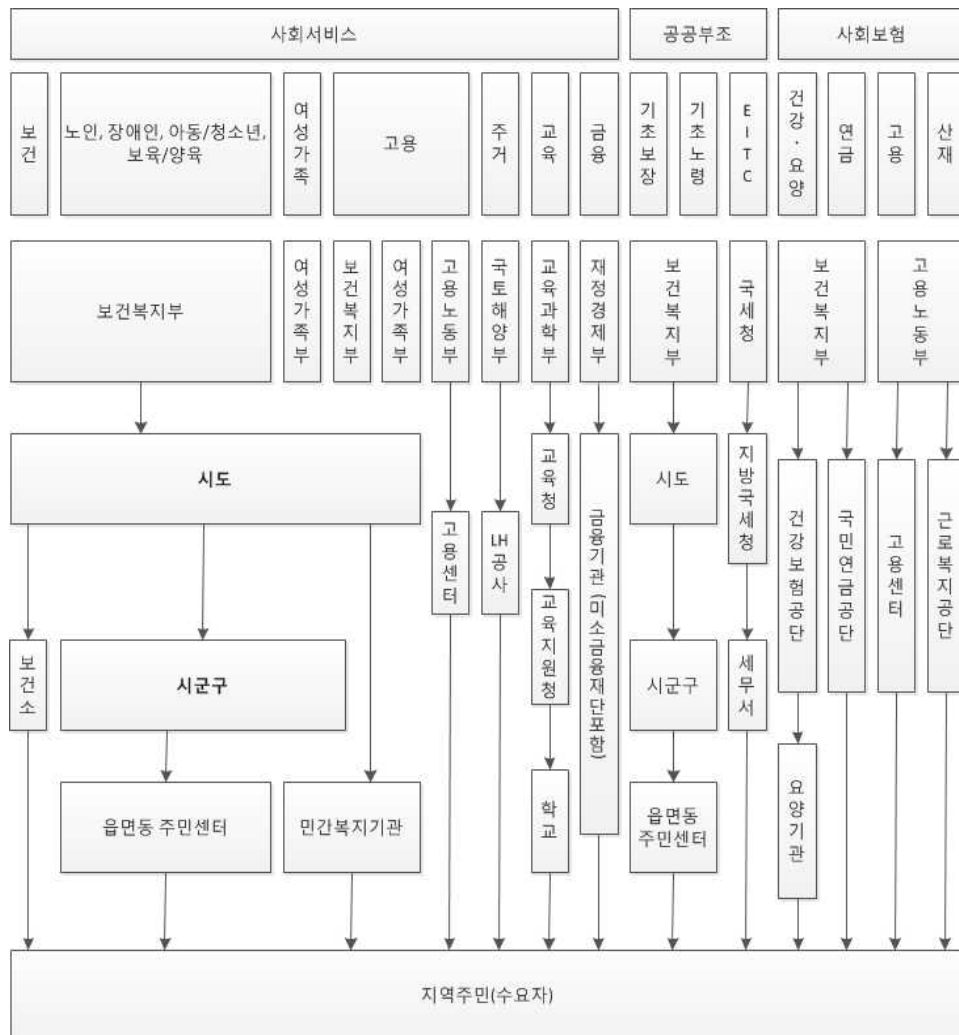 사회서비스
공공부조
사회보험
보건
노인, 장애인, 아동/청소년,
보육/양육
여성가족
고용
주거
교육
금융
기초보장
기초노령
EITC
건강·요양
연금
고용
산재
보건복지부
여성가족부
보건복지부
여성가족부
고용노동부
국토해양부
교육과학부
재정경제부
보건복지부
국세청
보건복지부
고용노동부
시도
고용센터
LH공사
교육청
금융기관 (미소금융재단포함)
시도
지방국세청
건강보험공단
국민연금공단
고용센터
근로복지공단
보건소
시군구
교육지원청
시군구
세무서
읍면동 주민센터
민간복지기관
학교
읍면동
주민센터
요양기관
지역주민(수요자)